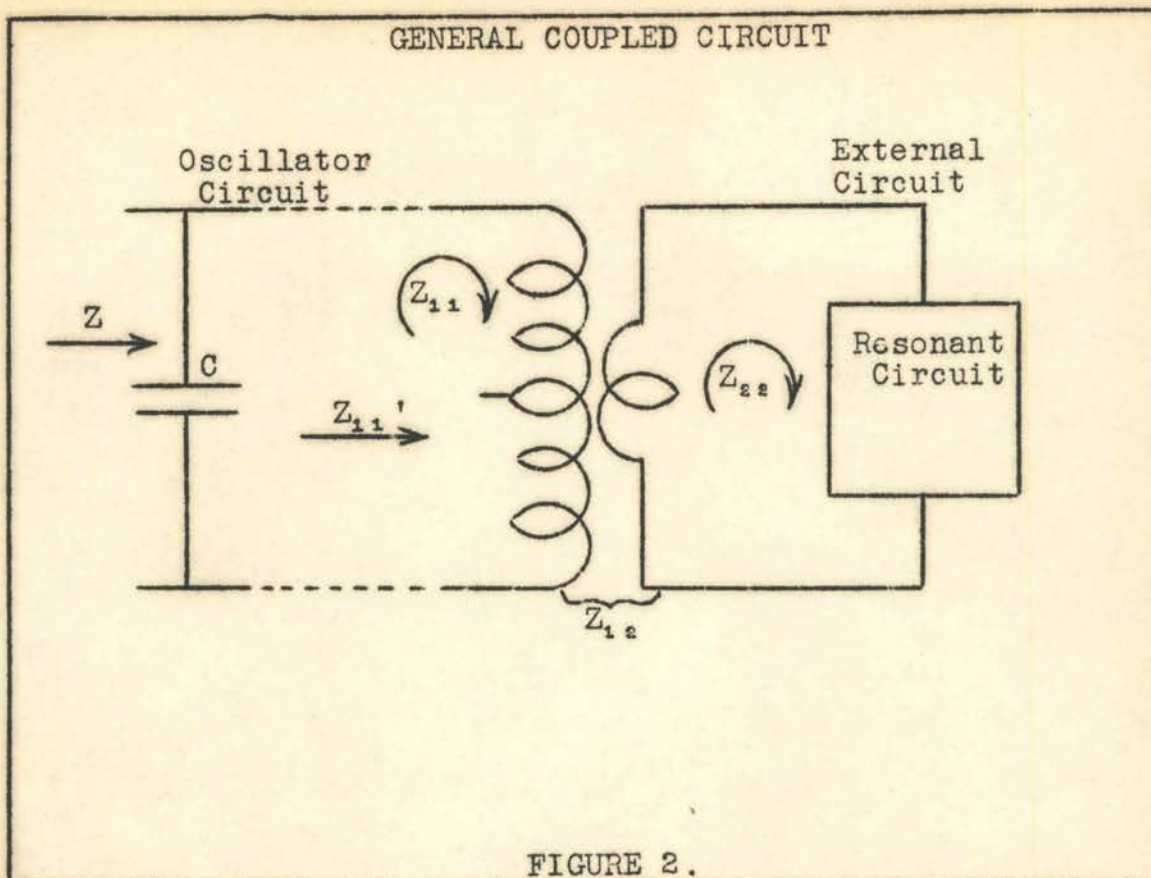 GENERAL COUPLED CIRCUIT
Oscillator
Circuit
External
Circuit
Z
C
Z₁₁
Z₁₁'
Z₂₂
Resonant
Circuit
Z₁₂
FIGURE 2.